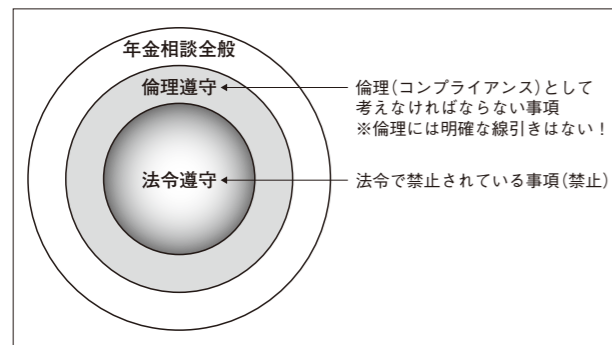 年金相談全般
倫理遵守
倫理(コンプライアンス)として
考えなければならない事項
※倫理には明確な線引きはない！
法令遵守
法令で禁止されている事項(禁止)